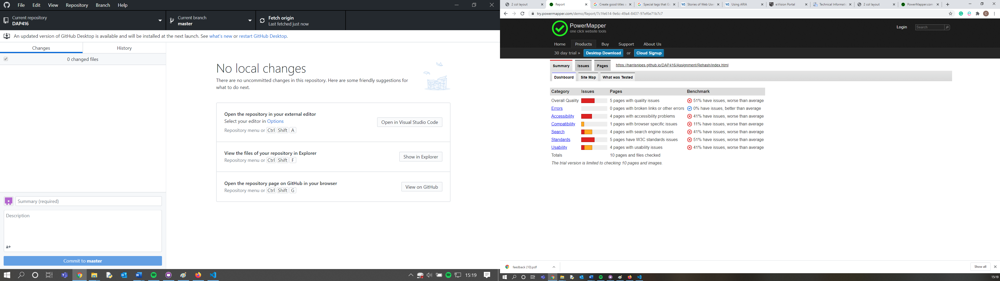 File Edit View Repository Branch Help
Current repository
DAP416
Current branch
master
Fetch origin
Last fetched just now
An updated version of GitHub Desktop is available and will be installed at the next launch. See what's new or restart GitHub Desktop.
Changes
History
0 changed files
No local changes
There are no uncommitted changes in this repository. Here are some friendly suggestions for
what to do next.
Open the repository in your external editor
Select your editor in Options
Repository menu or Ctrl Shift A
Open in Visual Studio Code
View the files of your repository in Explorer
Repository menu or Ctrl Shift F
Show in Explorer
Open the repository page on GitHub in your browser
Repository menu or Ctrl Shift G
View on GitHub
Summary (required)
Description
Commit to master
15:19
2 col layout
Report
Create good titles a
Special tags that Go
Stories of Web User
Using ARIA
e:Vision Portal
Technical Informatic
2 col layout
PowerMapper.com
try.powermapper.com/demo/Report/7c1fe614-9e6c-49a4-8437-97ef6e71b7c7
PowerMapper
one click website tools
Login
Search
Home Products Buy Support About Us
30 day trial » Desktop Download or Cloud Signup
Summary Issues Pages https://harrisnipes.github.io/DAP416/Assignment/Rehash/index.html
Dashboard Site Map What was Tested
Category Issues Pages Benchmark
Overall Quality 5 pages with quality issues 51% have issues, worse than average
Errors 0 pages with broken links or other errors 0% have issues, better than average
Accessibility 4 pages with accessibility problems 41% have issues, worse than average
Compatibility 1 pages with browser specific issues 11% have issues, worse than average
Search 4 pages with search engine issues 41% have issues, worse than average
Standards 5 pages have W3C standards issues 51% have issues, worse than average
Usability 4 pages with usability issues 41% have issues, worse than average
Totals 10 pages and files checked
The trial version is limited to checking 10 pages and images.
feedback (10).pdf
Show all
15:19